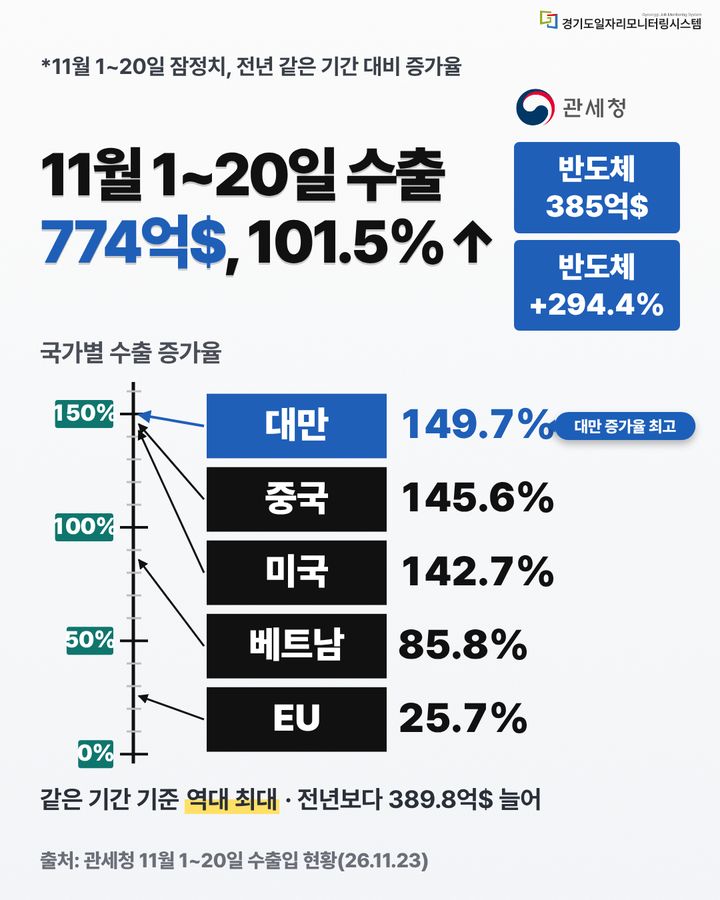 경기도일자리모니터링시스템
*11월 1~20일 잠정치, 전년 같은 기간 대비 증가율
관세청
11월 1~20일 수출
774억$, 101.5%↑
반도체
385억$
반도체
+294.4%
국가별 수출 증가율
150%
100%
50%
0%
대만 149.7% 대만 증가율 최고
중국 145.6%
미국 142.7%
베트남 85.8%
EU 25.7%
같은 기간 기준 역대 최대 · 전년보다 389.8억$ 늘어
출처: 관세청 11월 1~20일 수출입 현황(26.11.23)